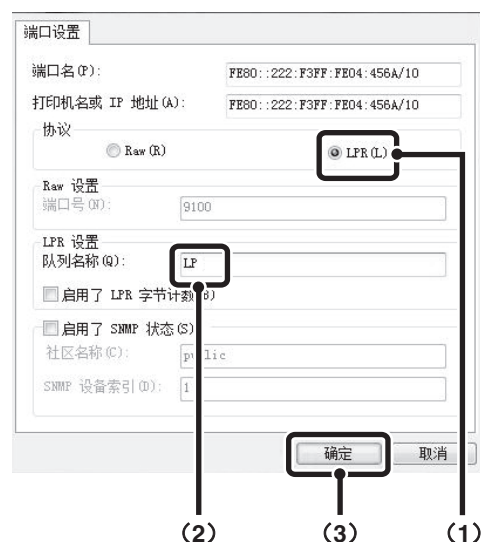 端口设置
端口名(P): FE80::222:F3FF:FE04:456A/10
打印机名或 IP 地址(A): FE80::222:F3FF:FE04:456A/10
协议
Raw(R) LPR(L)
Raw 设置
端口号(N): 9100
LPR 设置
队列名称(Q): LP
启用了 LPR 字节计数(B)
启用了 SNMP 状态(S)
社区名称(C): public
SNMP 设备索引(D): 1
确定 取消
(2) (3) (1)